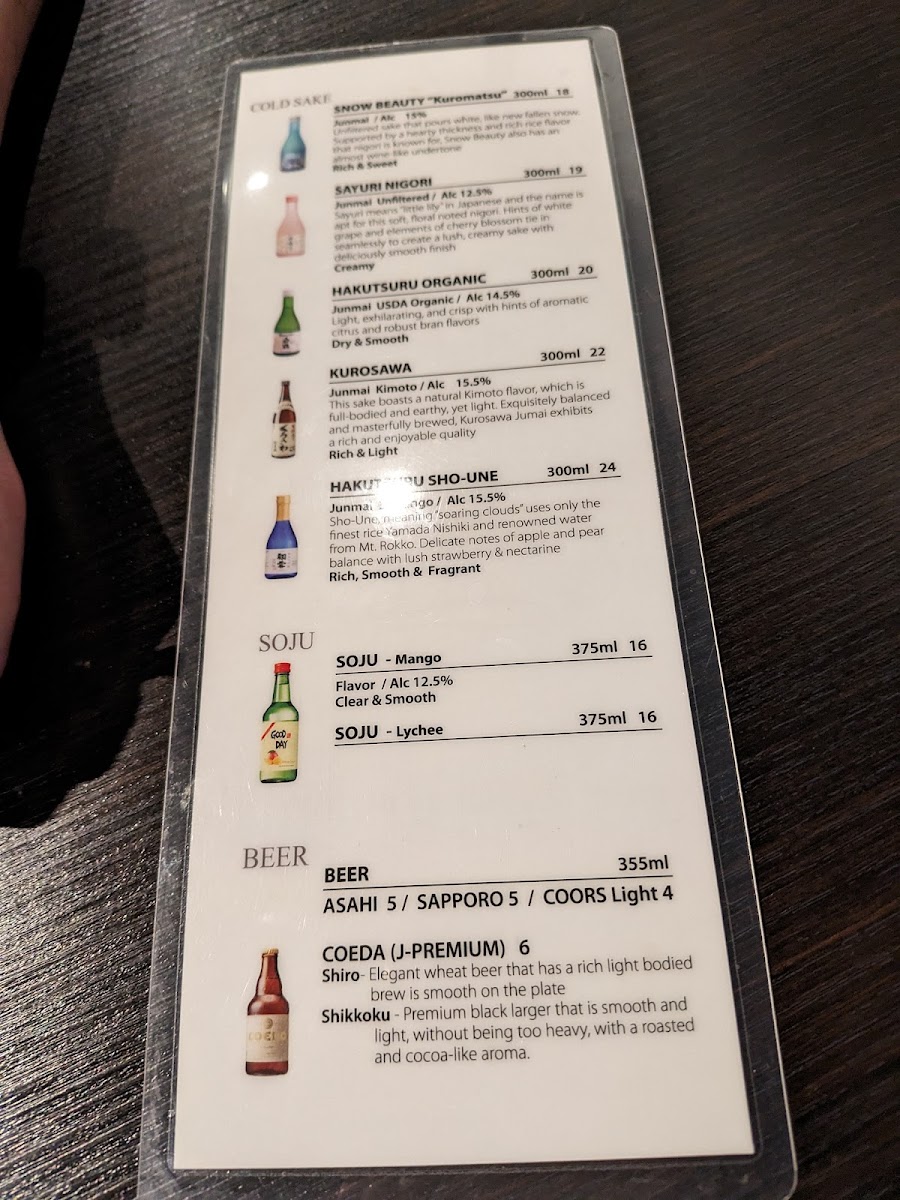 COLD SAKE
SNOW BEAUTY "Kuromatsu" 300ml 18
Junmai / Alc 15%
Unfiltered sake that pours white, like new fallen snow.
Supported by a hearty thickness and rich rice flavor
that nigori is known for, Snow Beauty also has an
almost wine-like undertone
Rich & Sweet
SAYURI NIGORI 300ml 19
Junmai Unfiltered / Alc 12.5%
Sayuri means "little lily" in Japanese and the name is
apt for this soft, floral noted nigori. Hints of white
grape and elements of cherry blossom tie in
seamlessly to create a lush, creamy sake with
deliciously smooth finish
Creamy
HAKUTSURU ORGANIC 300ml 20
Junmai USDA Organic / Alc 14.5%
Light, exhilarating, and crisp with hints of aromatic
citrus and robust bran flavors
Dry & Smooth
KUROSAWA 300ml 22
Junmai Kimoto / Alc 15.5%
This sake boasts a natural Kimoto flavor, which is
full-bodied and earthy, yet light. Exquisitely balanced
and masterfully brewed, Kurosawa Jumai exhibits
a rich and enjoyable quality
Rich & Light
HAKUTSURU SHO-UNE 300ml 24
Junmai / Alc 15.5%
Sho-Une, meaning "soaring clouds" uses only the
finest rice Yamada Nishiki and renowned water
from Mt. Rokko. Delicate notes of apple and pear
balance with lush strawberry & nectarine
Rich, Smooth & Fragrant
SOJU
SOJU - Mango 375ml 16
Flavor / Alc 12.5%
Clear & Smooth
GOOD
DAY
SOJU - Lychee 375ml 16
BEER
BEER 355ml
ASAHI 5 / SAPPORO 5 / COORS Light 4
COEDA (J-PREMIUM) 6
Shiro- Elegant wheat beer that has a rich light bodied
brew is smooth on the plate
Shikkoku - Premium black larger that is smooth and
light, without being too heavy, with a roasted
and cocoa-like aroma.